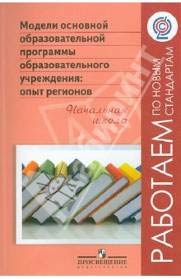 Модели основной
образовательной
программы
образовательного
учреждения:
опыт регионов
Начальная
школа
РАБОТАЕМ
ПО НОВЫМ
СТАНДАРТАМ
ПРОСВЕЩЕНИЕ